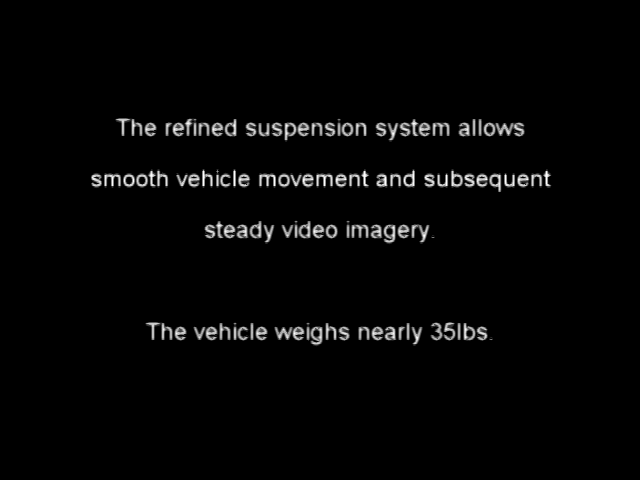 The refined suspension system allows
smooth vehicle movement and subsequent
steady video imagery.
The vehicle weighs nearly 35lbs.